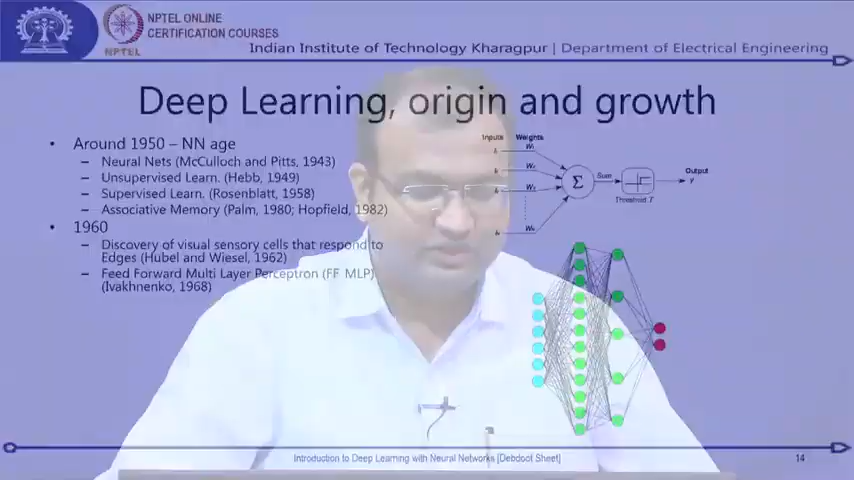 NPTEL ONLINE
CERTIFICATION COURSES
NPTEL
Indian Institute of Technology Kharagpur | Department of Electrical Engineering
Deep Learning, origin and growth
• Around 1950 – NN age
– Neural Nets (McCulloch and Pitts, 1943)
– Unsupervised Learn. (Hebb, 1949)
– Supervised Learn. (Rosenblatt, 1958)
– Associative Memory (Palm, 1980; Hopfield, 1982)
• 1960
– Discovery of visual sensory cells that respond to
Edges (Hubel and Wiesel, 1962)
– Feed Forward Multi Layer Perceptron (FF MLP)
(Ivakhnenko, 1968)
Inputs Weights
Σ
Sum
Threshold T
Output
y
Introduction to Deep Learning with Neural Networks [Debdoot Sheet]
14